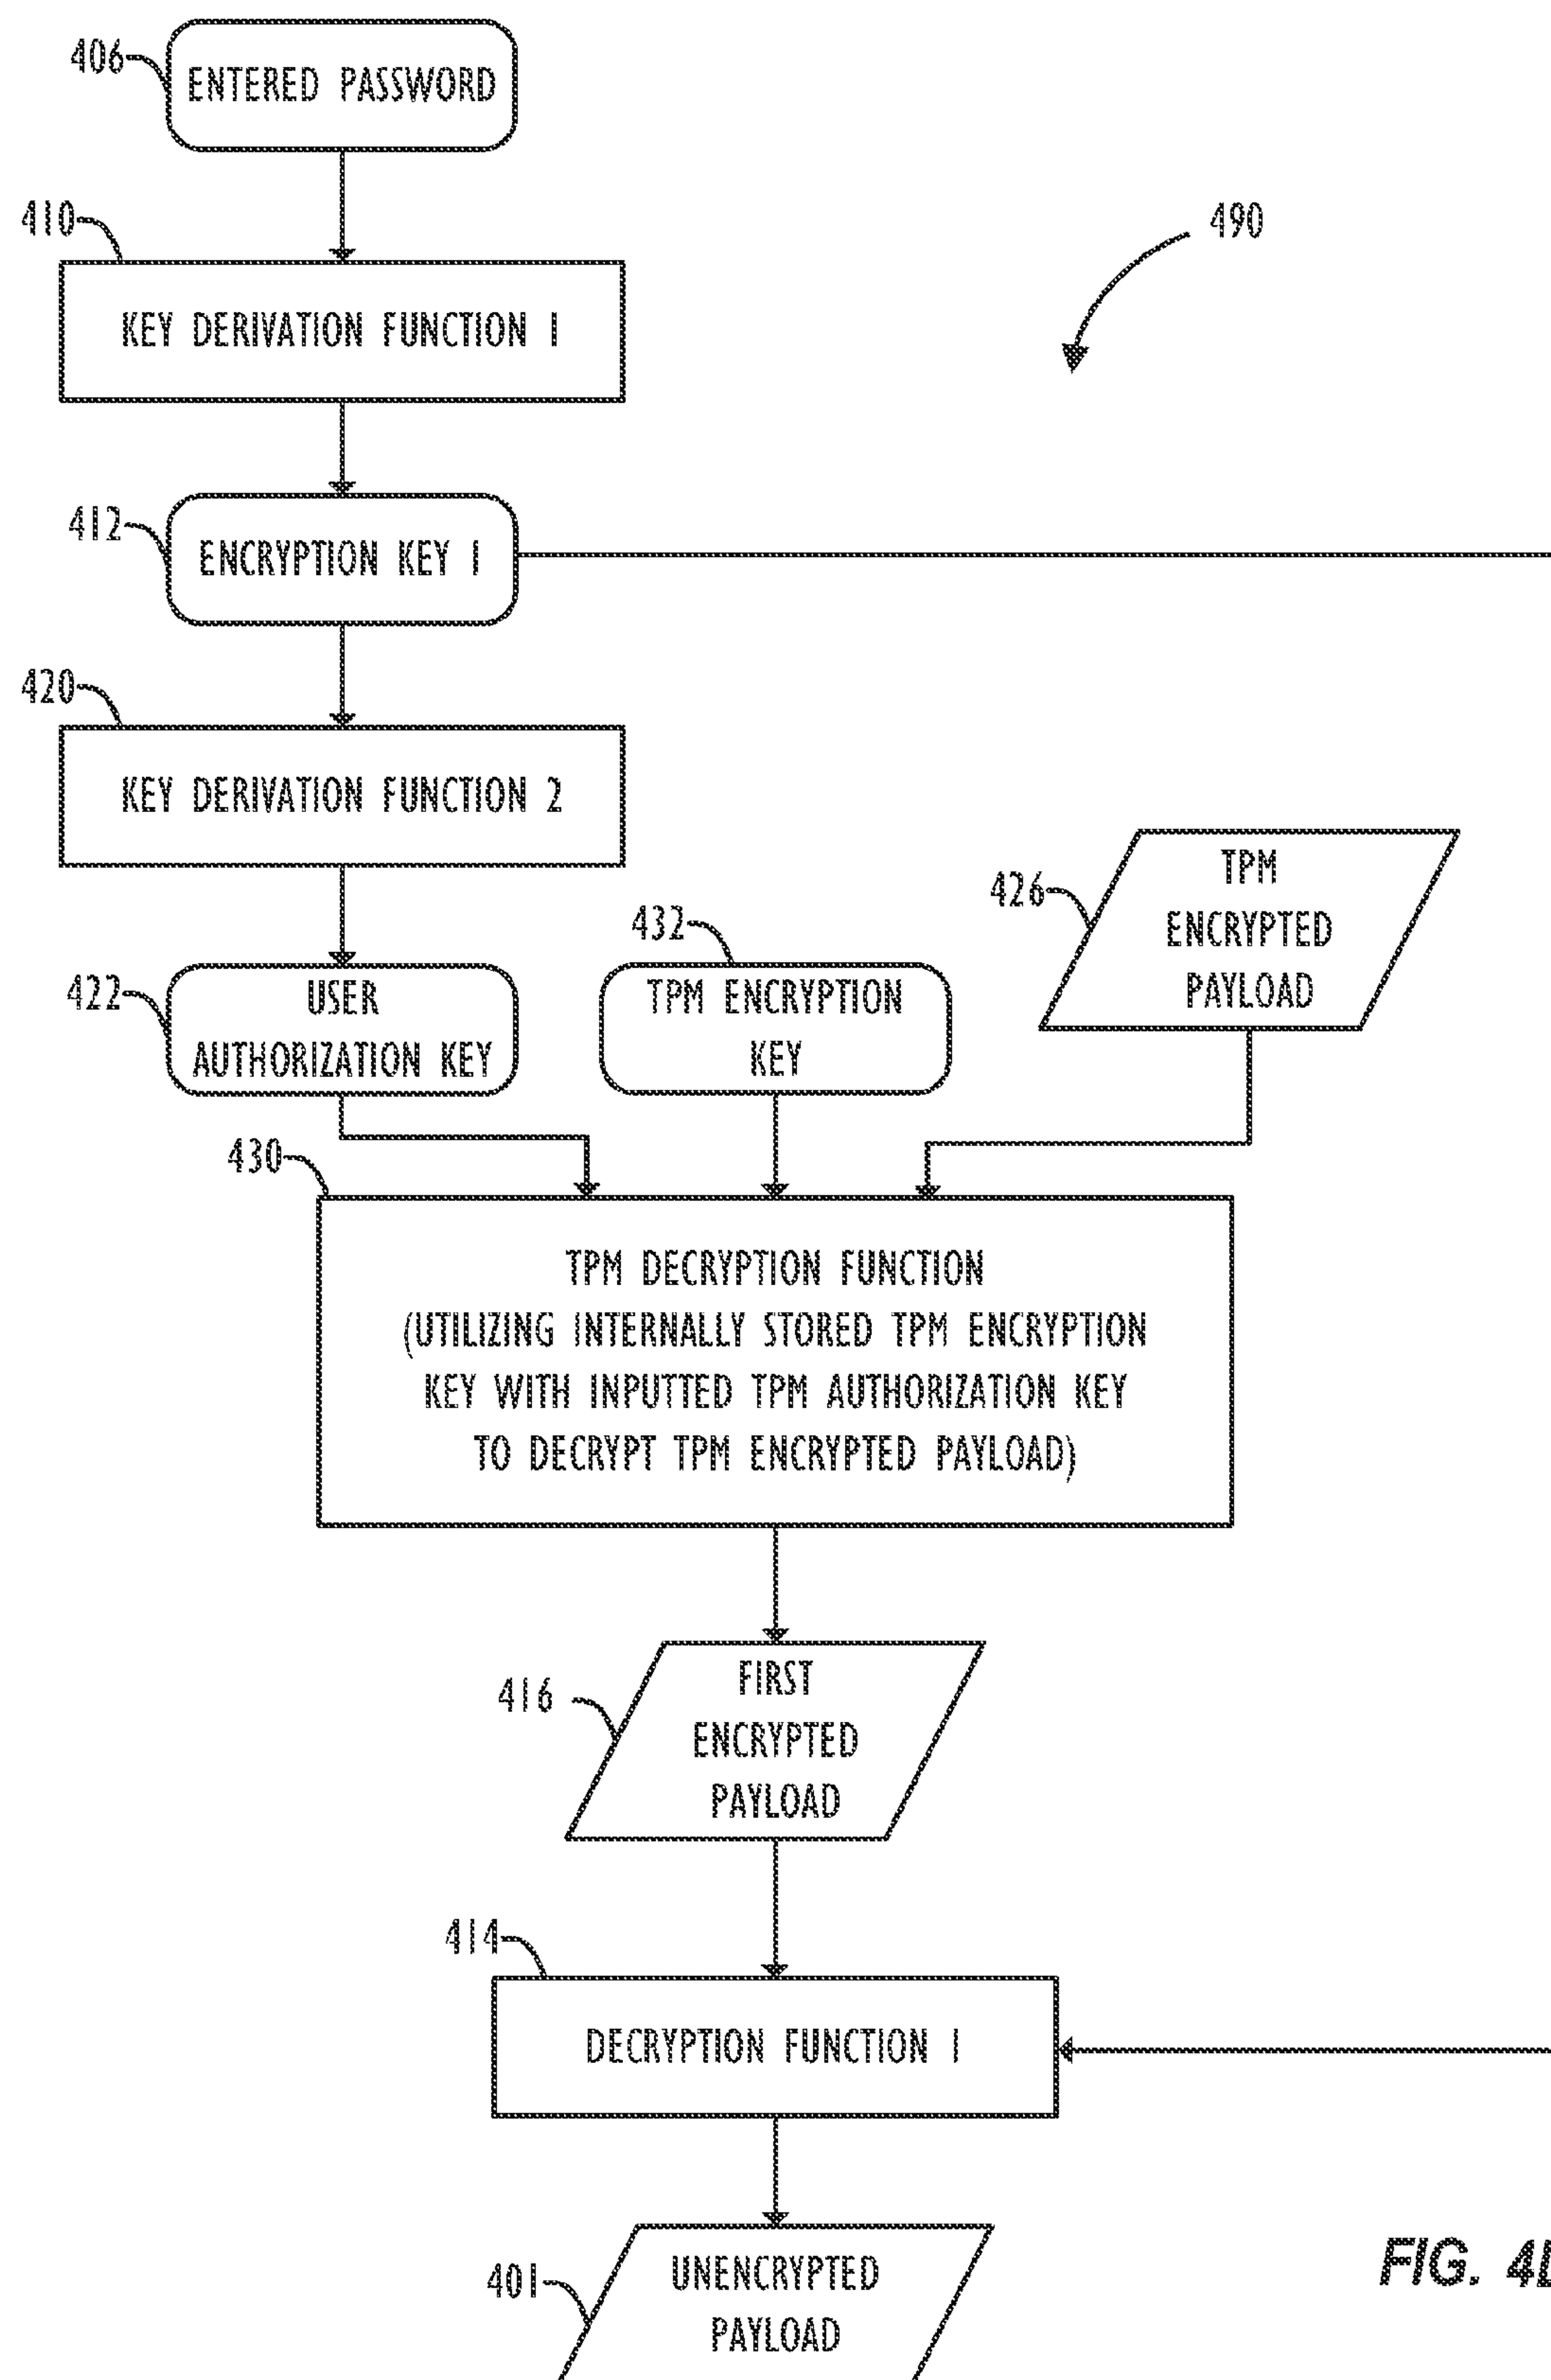 406
ENTERED PASSWORD
410
490
KEY DERIVATION FUNCTION 1
412
ENCRYPTION KEY 1
420
KEY DERIVATION FUNCTION 2
426
TPM
ENCRYPTED
PAYLOAD
432
422
USER
AUTHORIZATION KEY
TPM ENCRYPTION
KEY
430
TPM DECRYPTION FUNCTION
(UTILIZING INTERNALLY STORED TPM ENCRYPTION
KEY WITH INPUTTED TPM AUTHORIZATION KEY
TO DECRYPT TPM ENCRYPTED PAYLOAD)
416
FIRST
ENCRYPTED
PAYLOAD
414
DECRYPTION FUNCTION 1
401
UNENCRYPTED
PAYLOAD
FIG.